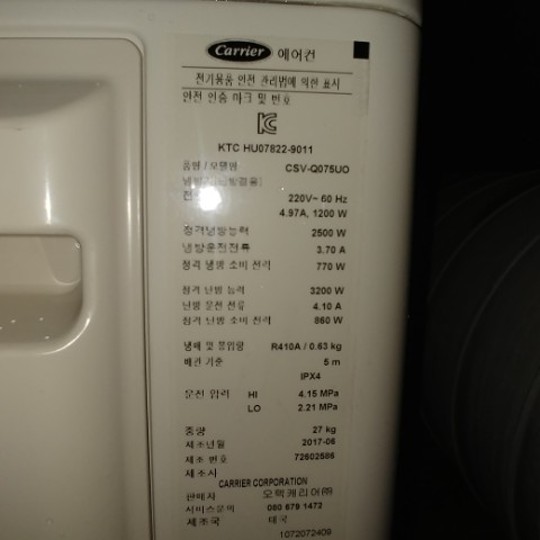 Carrier 에어컨
전기용품 안전 관리법에 의한 표시
안전 인증 마크 및 번호
KTC HU07822-9011
품명 / 모델명 CSV-Q075UO
220V~ 60 Hz
4.97A, 1200 W
정격냉방능력 2500 W
냉방운전전류 3.70 A
정격 냉방 소비 전력 770 W
정격 난방 능력 3200 W
난방 운전 전류 4.10 A
정격 난방 소비 전력 860 W
냉매 및 봉입량 R410A / 0.63 kg
배관 기준 5 m
IPX4
운전 압력 HI 4.15 MPa
LO 2.21 MPa
중량 27 kg
제조년월 2017-06
제조 번호 72602686
제조사
CARRIER CORPORATION
판매자 오텍캐리어㈜
서비스문의 080 679 1472
제조국 태국
1072072409